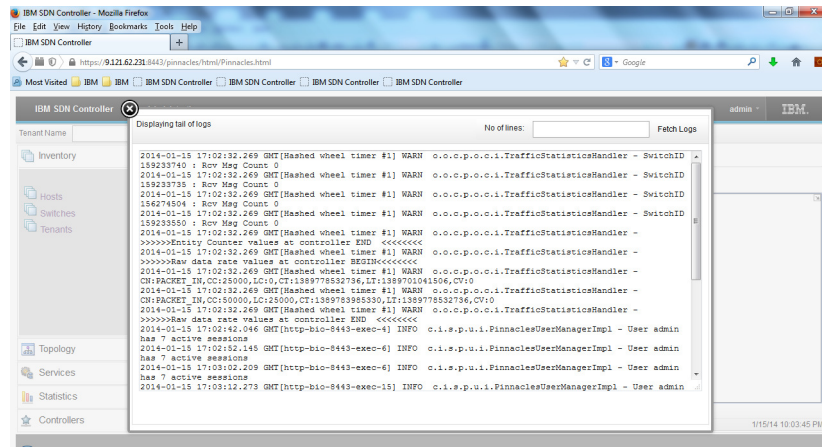 IBM SDN Controller - Mozilla Firefox
File Edit View History Bookmarks Tools Help
IBM SDN Controller +
https://9.121.62.231:8443/pinnacles/html/Pinnacles.html
Google
Most Visited IBM IBM IBM SDN Controller IBM SDN Controller IBM SDN Controller IBM SDN Controller
IBM SDN Controller
admin
IBM.
Tenant Name
Inventory
Hosts
Switches
Tenants
Topology
Services
Statistics
Controllers
Displaying tail of logs
No of lines:
Fetch Logs
2014-01-15 17:02:32.269 GMT[Hashed wheel timer #1] WARN o.o.c.p.o.c.i.TrafficStatisticsHandler - SwitchID
159233740 : Rcv Msg Count 0
2014-01-15 17:02:32.269 GMT[Hashed wheel timer #1] WARN o.o.c.p.o.c.i.TrafficStatisticsHandler - SwitchID
159233735 : Rcv Msg Count 0
2014-01-15 17:02:32.269 GMT[Hashed wheel timer #1] WARN o.o.c.p.o.c.i.TrafficStatisticsHandler - SwitchID
156274504 : Rcv Msg Count 0
2014-01-15 17:02:32.269 GMT[Hashed wheel timer #1] WARN o.o.c.p.o.c.i.TrafficStatisticsHandler - SwitchID
159233550 : Rcv Msg Count 0
2014-01-15 17:02:32.269 GMT[Hashed wheel timer #1] WARN o.o.c.p.o.c.i.TrafficStatisticsHandler -
>>>>>>Entity Counter values at controller END <<<<<<<<
2014-01-15 17:02:32.269 GMT[Hashed wheel timer #1] WARN o.o.c.p.o.c.i.TrafficStatisticsHandler -
>>>>>>Raw data rate values at controller BEGIN<<<<<<<<
2014-01-15 17:02:32.269 GMT[Hashed wheel timer #1] WARN o.o.c.p.o.c.i.TrafficStatisticsHandler -
CN:PACKET_IN,CC:25000,LC:0,CT:1389778532736,LT:1389701041506,CV:0
2014-01-15 17:02:32.269 GMT[Hashed wheel timer #1] WARN o.o.c.p.o.c.i.TrafficStatisticsHandler -
CN:PACKET_IN,CC:50000,LC:25000,CT:1389783985330,LT:1389778532736,CV:0
2014-01-15 17:02:32.269 GMT[Hashed wheel timer #1] WARN o.o.c.p.o.c.i.TrafficStatisticsHandler -
>>>>>>Raw data rate values at controller END <<<<<<<<
2014-01-15 17:02:42.046 GMT[http-bio-8443-exec-4] INFO c.i.s.p.u.i.PinnaclesUserManagerImpl - User admin
has 7 active sessions
2014-01-15 17:02:52.145 GMT[http-bio-8443-exec-6] INFO c.i.s.p.u.i.PinnaclesUserManagerImpl - User admin
has 7 active sessions
2014-01-15 17:03:02.209 GMT[http-bio-8443-exec-6] INFO c.i.s.p.u.i.PinnaclesUserManagerImpl - User admin
has 7 active sessions
2014-01-15 17:03:12.273 GMT[http-bio-8443-exec-15] INFO c.i.s.p.u.i.PinnaclesUserManagerImpl - User admin
1/15/14 10:03:45 PM